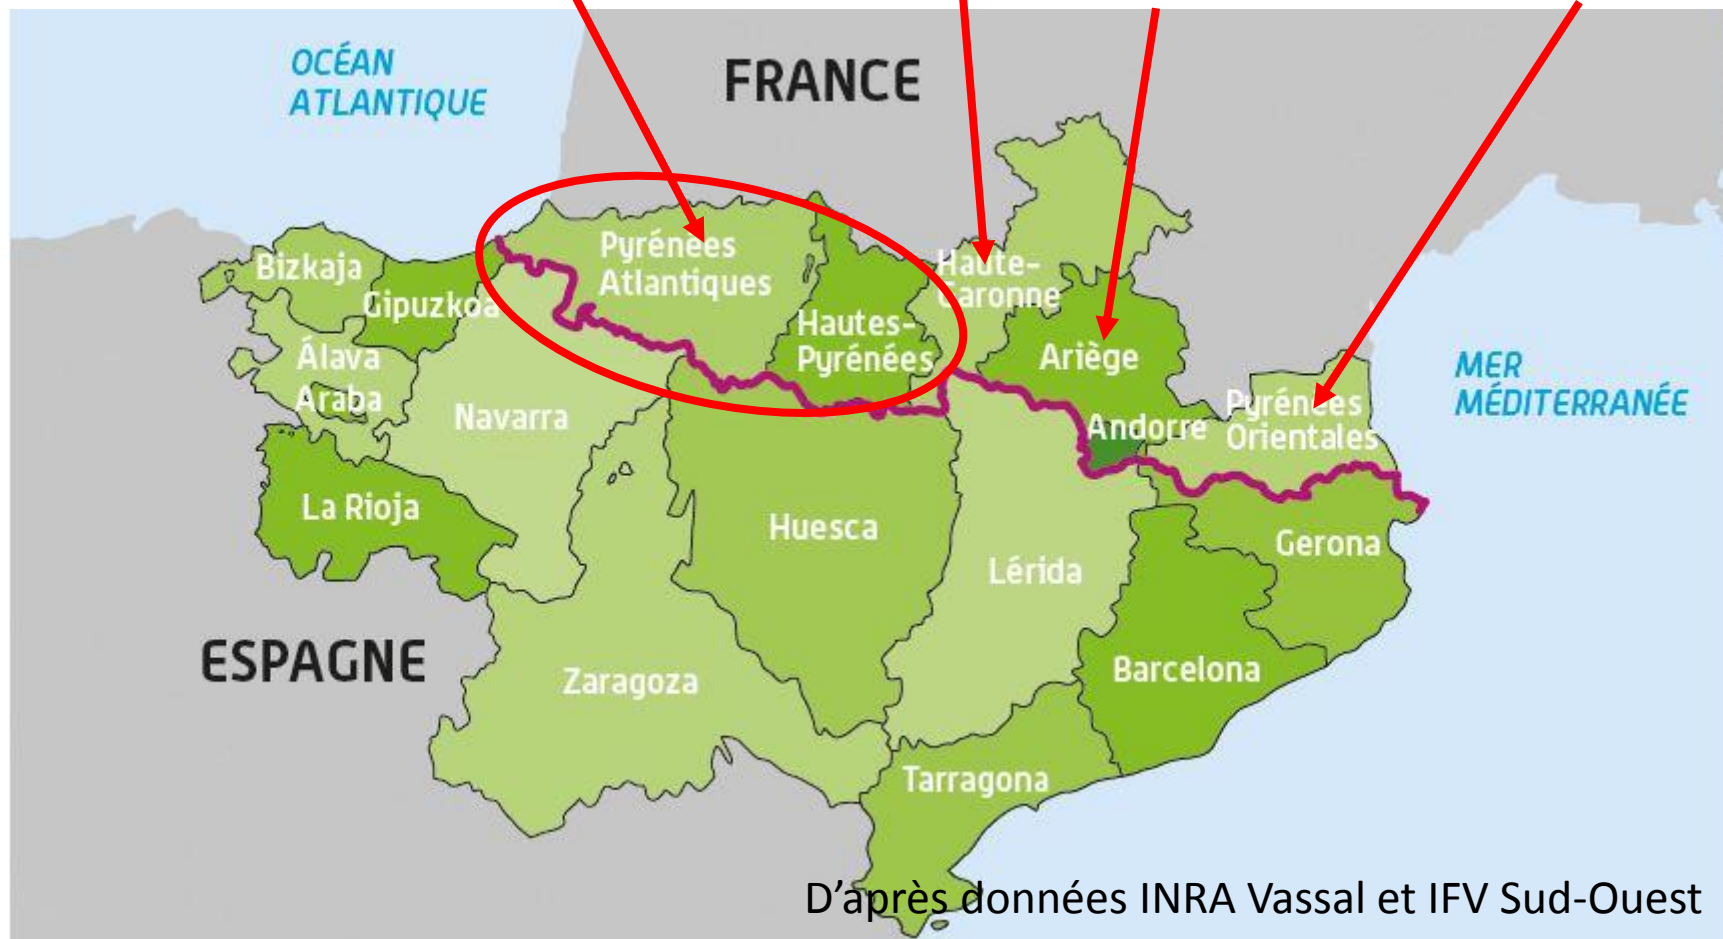 OCÉAN
ATLANTIQUE
FRANCE
Bizkaja
Gipuzkoa
Pyrénées
Atlantiques
Haute-
Garonne
Hautes-
Pyrénées
Álava
Araba
Ariège
MER
MÉDITERRANÉE
Navarra
Andorre
Pyrénées
Orientales
La Rioja
Huesca
Lérida
Gerona
ESPAGNE
Zaragoza
Barcelona
Tarragona
D’après données INRA Vassal et IFV Sud-Ouest